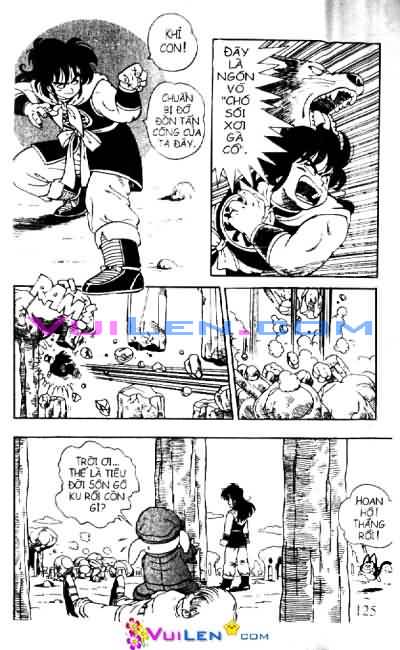 KHỈ
CON!
CHUẨN
BỊ ĐỠ
ĐÒN TẤN
CÔNG CỦA
TA ĐÂY.
ĐÂY
LÀ
NGÓN
VÕ
"CHÓ
SÓI
XƠI
GÀ
CỒ".
VuiLen.com
TRỜI ƠI...
THẾ LÀ TIÊU
ĐỜI SÔN GÔ
KU RỒI CÒN
GÌ?
HOAN
HÔ!
THẮNG
RỒI!
125
VuiLen.com